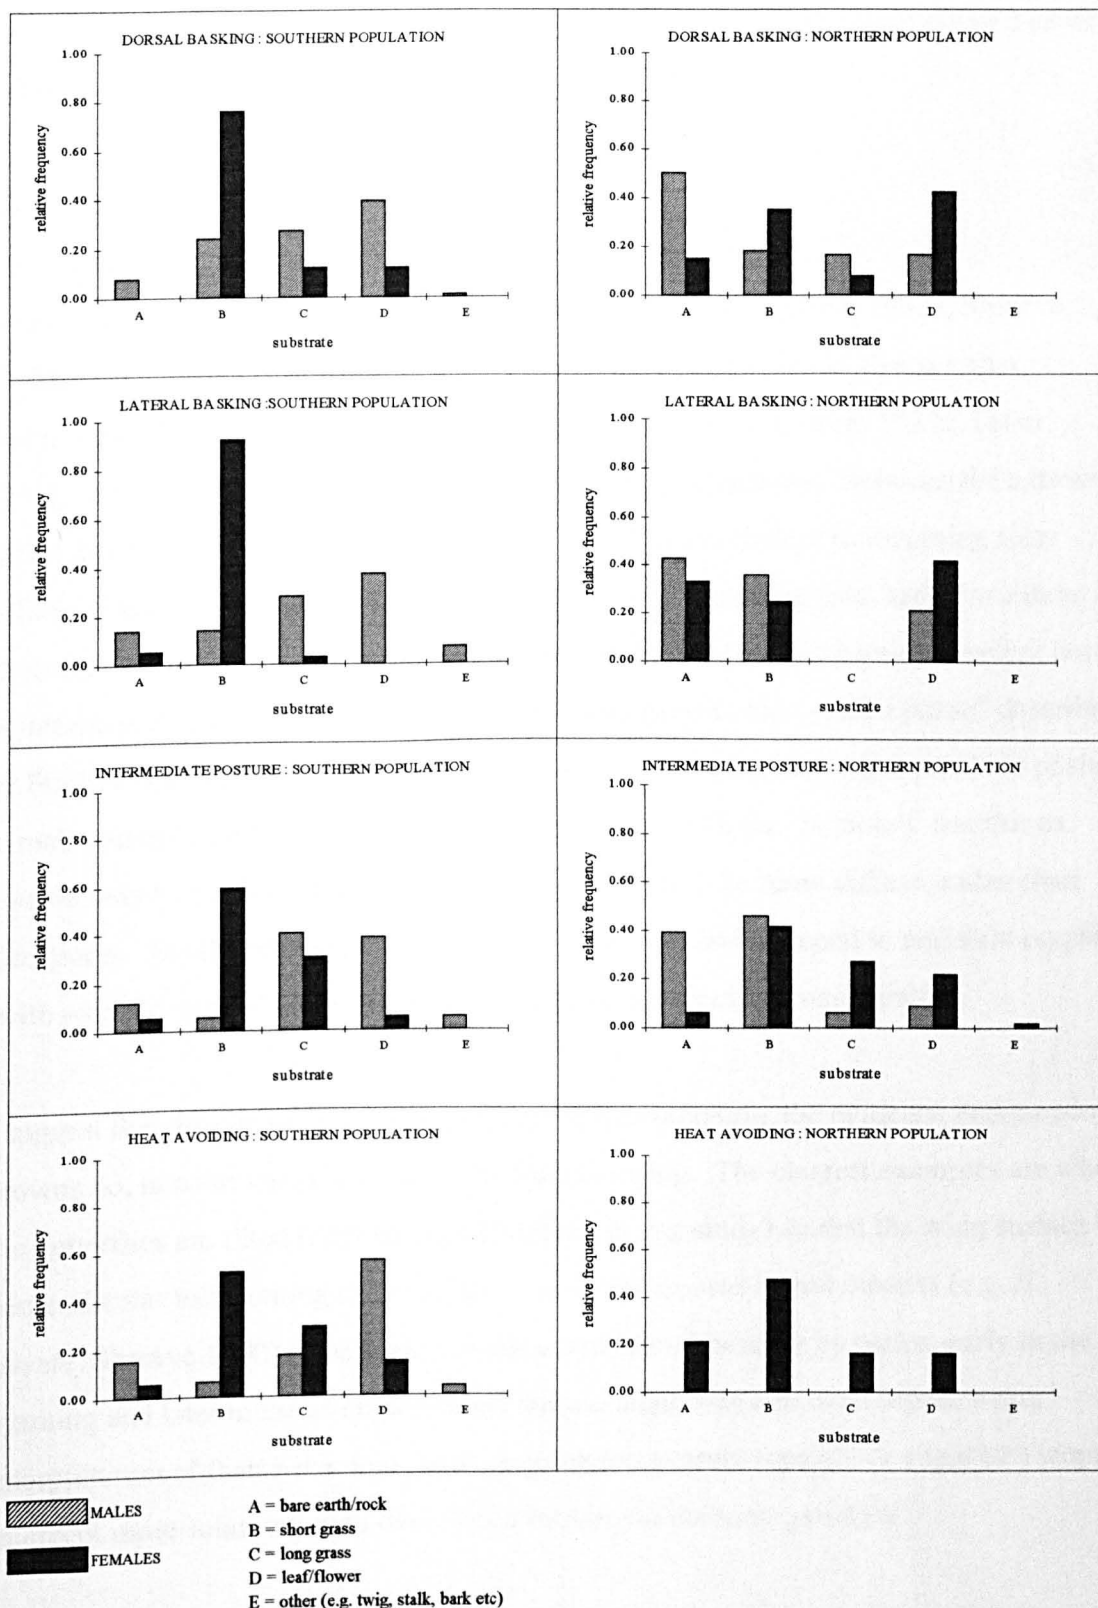 DORSAL BASKING : SOUTHERN POPULATION
1.00
0.80
0.60
0.40
0.20
0.00
relative frequency
A B C D E
substrate
DORSAL BASKING : NORTHERN POPULATION
1.00
0.80
0.60
0.40
0.20
0.00
relative frequency
A B C D E
substrate
LATERAL BASKING :SOUTHERN POPULATION
1.00
0.80
0.60
0.40
0.20
0.00
relative frequency
A B C D E
substrate
LATERAL BASKING : NORTHERN POPULATION
1.00
0.80
0.60
0.40
0.20
0.00
relative frequency
A B C D E
substrate
INTERMEDIATE POSTURE : SOUTHERN POPULATION
1.00
0.80
0.60
0.40
0.20
0.00
relative frequency
A B C D E
substrate
INTERMEDIATE POSTURE : NORTHERN POPULATION
1.00
0.80
0.60
0.40
0.20
0.00
relative frequency
A B C D E
substrate
HEAT AVOIDING : SOUTHERN POPULATION
1.00
0.80
0.60
0.40
0.20
0.00
relative frequency
A B C D E
substrate
HEAT AVOIDING : NORTHERN POPULATION
1.00
0.80
0.60
0.40
0.20
0.00
relative frequency
A B C D E
substrate
MALES
FEMALES
A = bare earth/rock
B = short grass
C = long grass
D = leaf/flower
E = other (e.g. twig, stalk, bark etc)